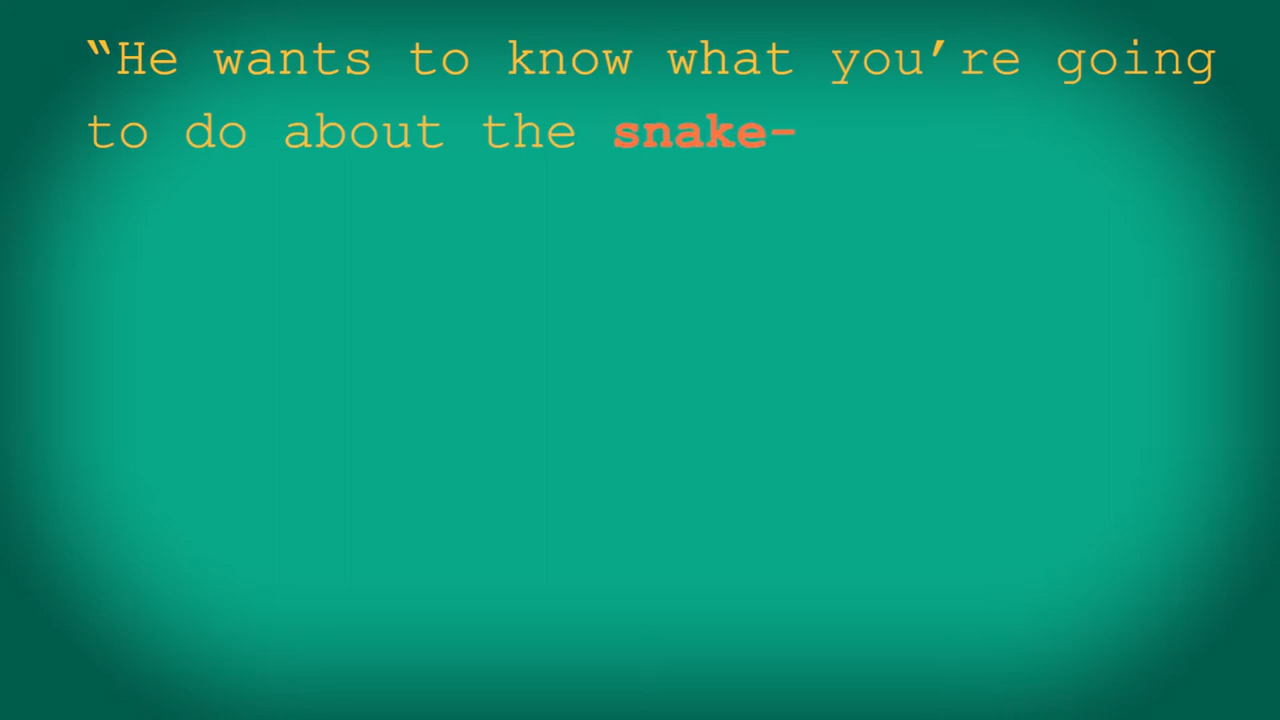 “He wants to know what you’re going
to do about the snake-